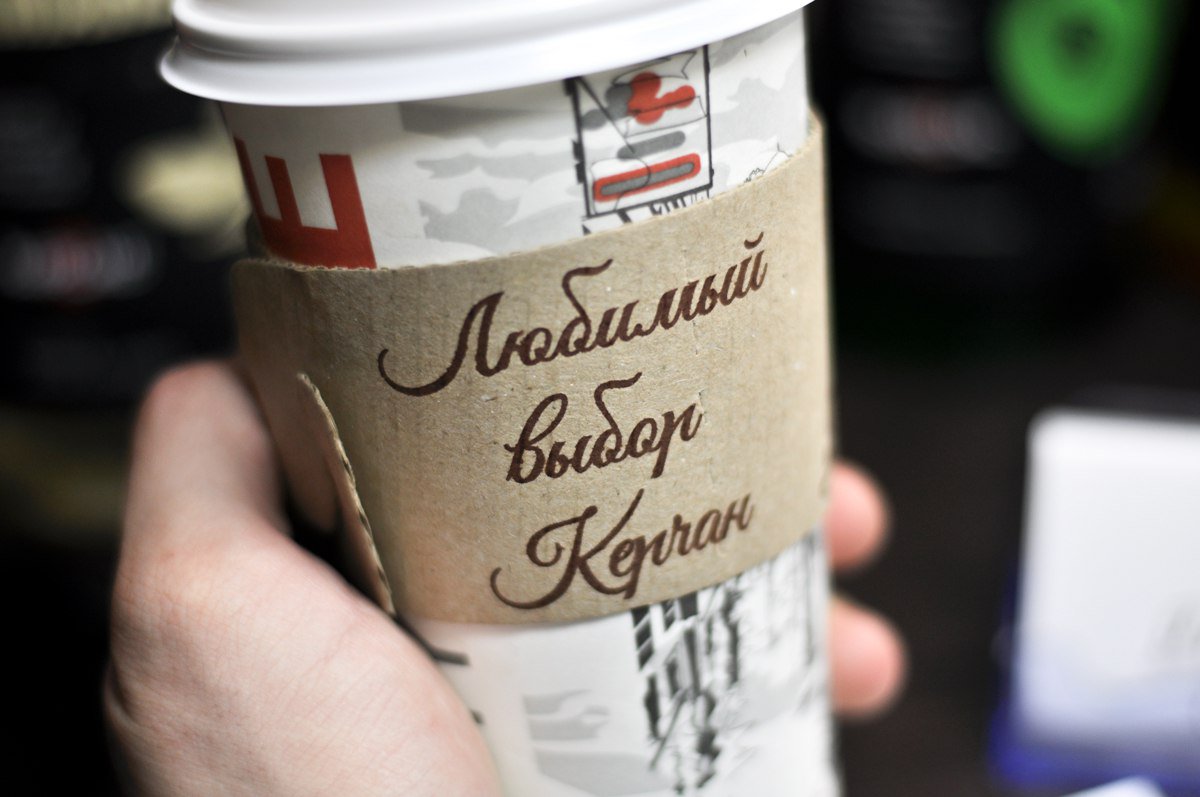 E
Любимый
выбор
Керчан